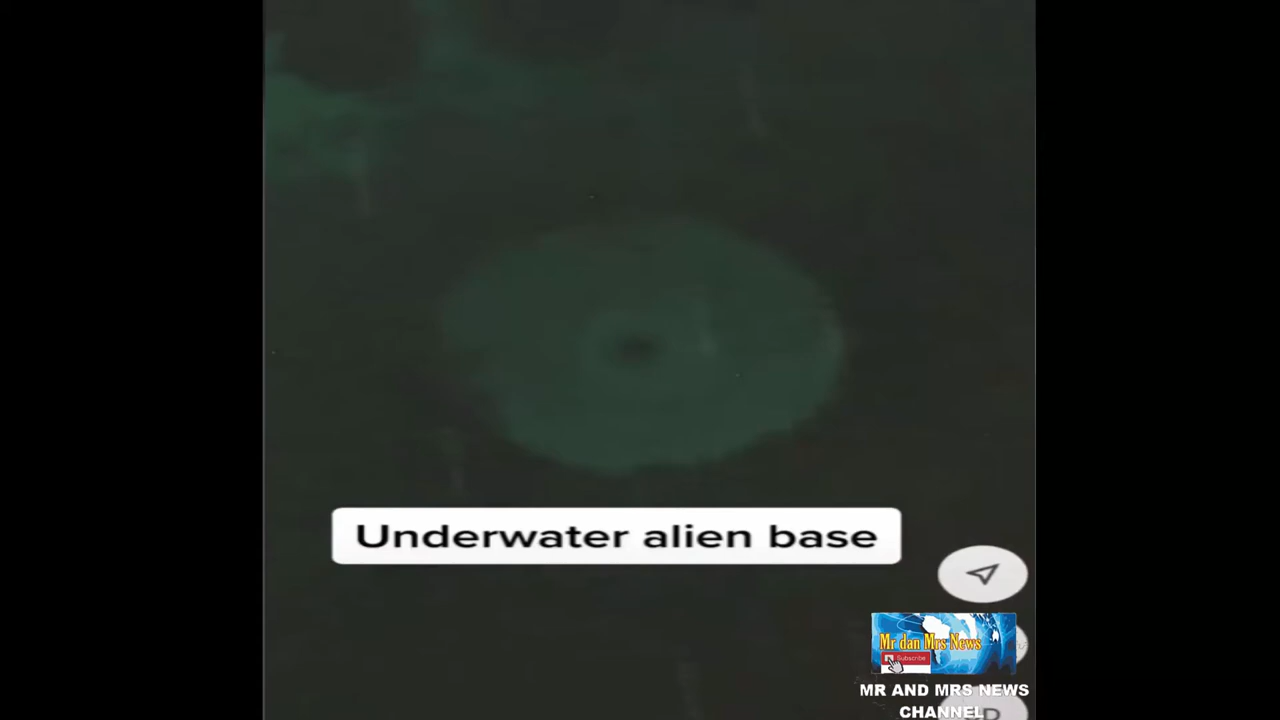 Underwater alien base
Mr dan Mrs News
Subscribe
MR AND MRS NEWS
CHANNEL